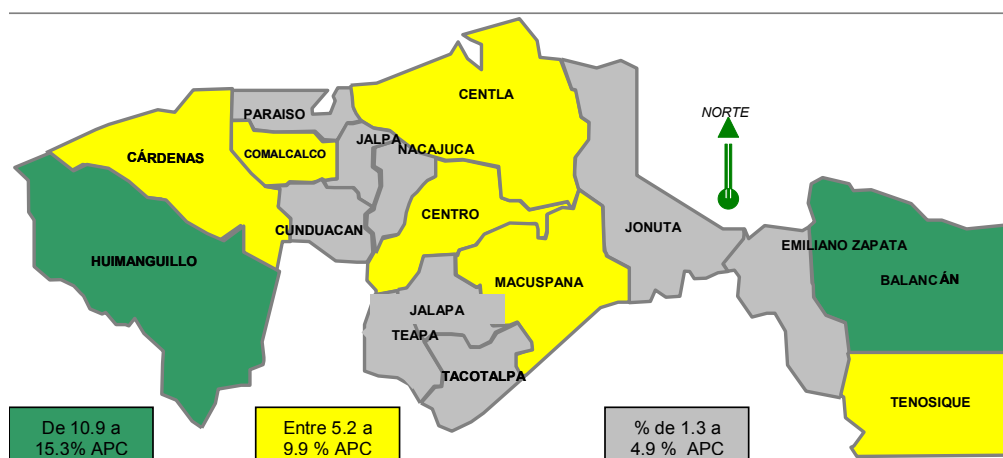 CENTLA
NORTE
PARAISO
JALPA
NACAJUCA
COMALCALCO
CÁRDENAS
CENTRO
JONUTA
CUNDUACAN
EMILIANO ZAPATA
HUIMANGUILLO
MACUSPANA
BALANCÁN
JALAPA
TEAPA
TACOTALPA
TENOSIQUE
De 10.9 a
15.3% APC
Entre 5.2 a
9.9 % APC
% de 1.3 a
4.9 % APC